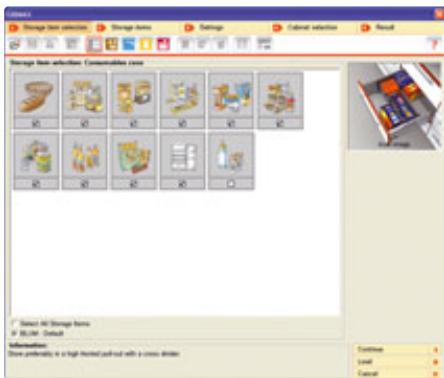 Storage item selection
Storage items
Settings
Cabinet selection
Result
Storage item selection: Consumables zone
Select All Storage Items
BLUM - Default
Information:
Store preferably in a high fronted pull-out with a cross divider.
Continue
Load
Cancel